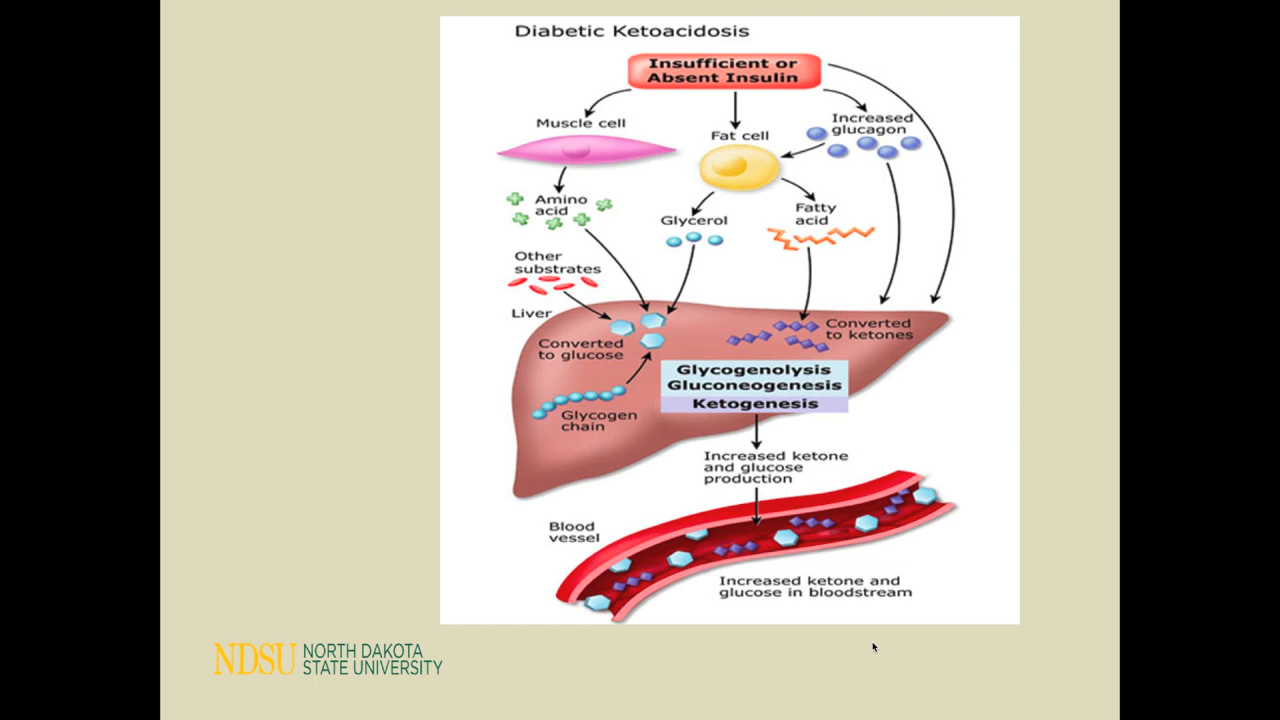 Diabetic Ketoacidosis
Insufficient or
Absent Insulin
Muscle cell
Fat cell
Increased
glucagon
Amino
acid
Glycerol
Fatty
acid
Other
substrates
Liver
Converted
to glucose
Converted
to ketones
Glycogenolysis
Gluconeogenesis
Ketogenesis
Glycogen
chain
Increased ketone
and glucose
production
Blood
vessel
Increased ketone and
glucose in bloodstream
NDSU
NORTH DAKOTA
STATE UNIVERSITY